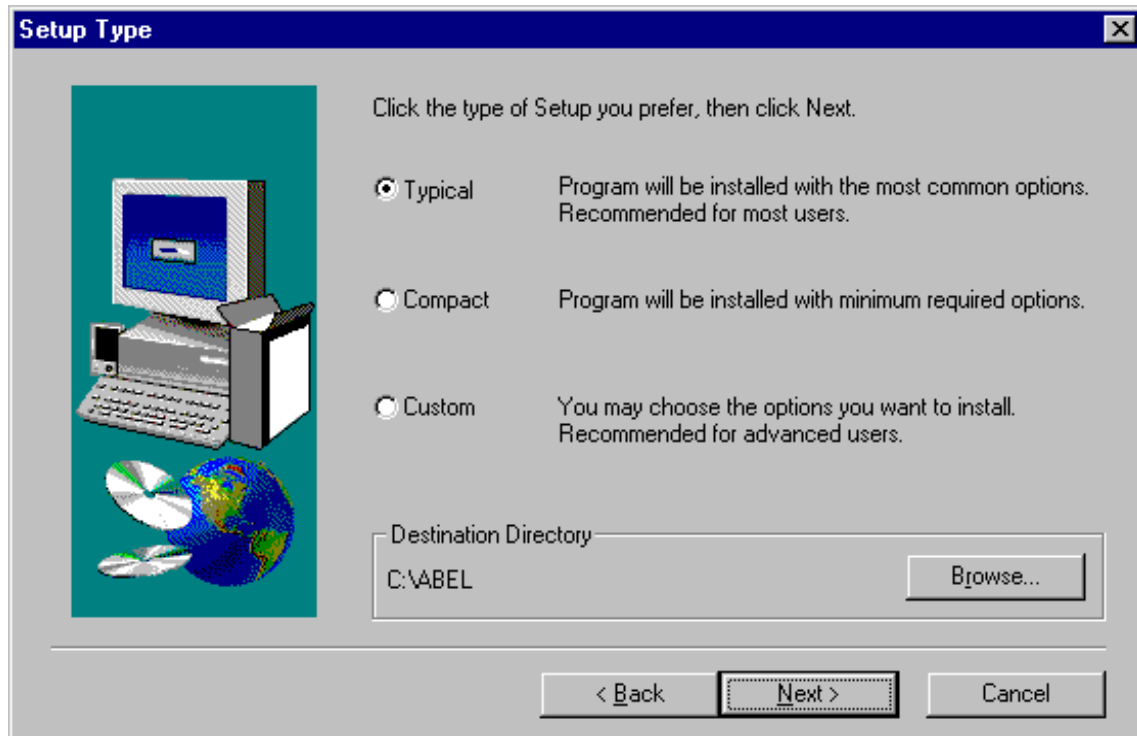 Setup Type
Click the type of Setup you prefer, then click Next.
Typical
Program will be installed with the most common options.
Recommended for most users.
Compact
Program will be installed with minimum required options.
Custom
You may choose the options you want to install.
Recommended for advanced users.
Destination Directory
C:\ABEL
Browse...
< Back
Next >
Cancel